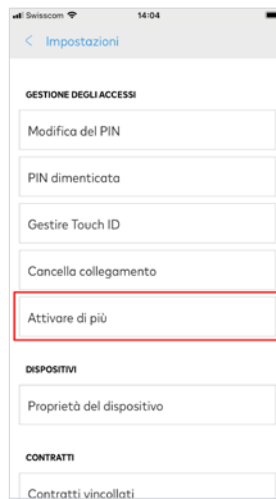 Swisscom 14:04
Impostazioni
GESTIONE DEGLI ACCESSI
Modifica del PIN
PIN dimenticata
Gestire Touch ID
Cancella collegamento
Attivare di più
DISPOSITIVI
Proprietà del dispositivo
CONTRATTI
Contratti vincollati